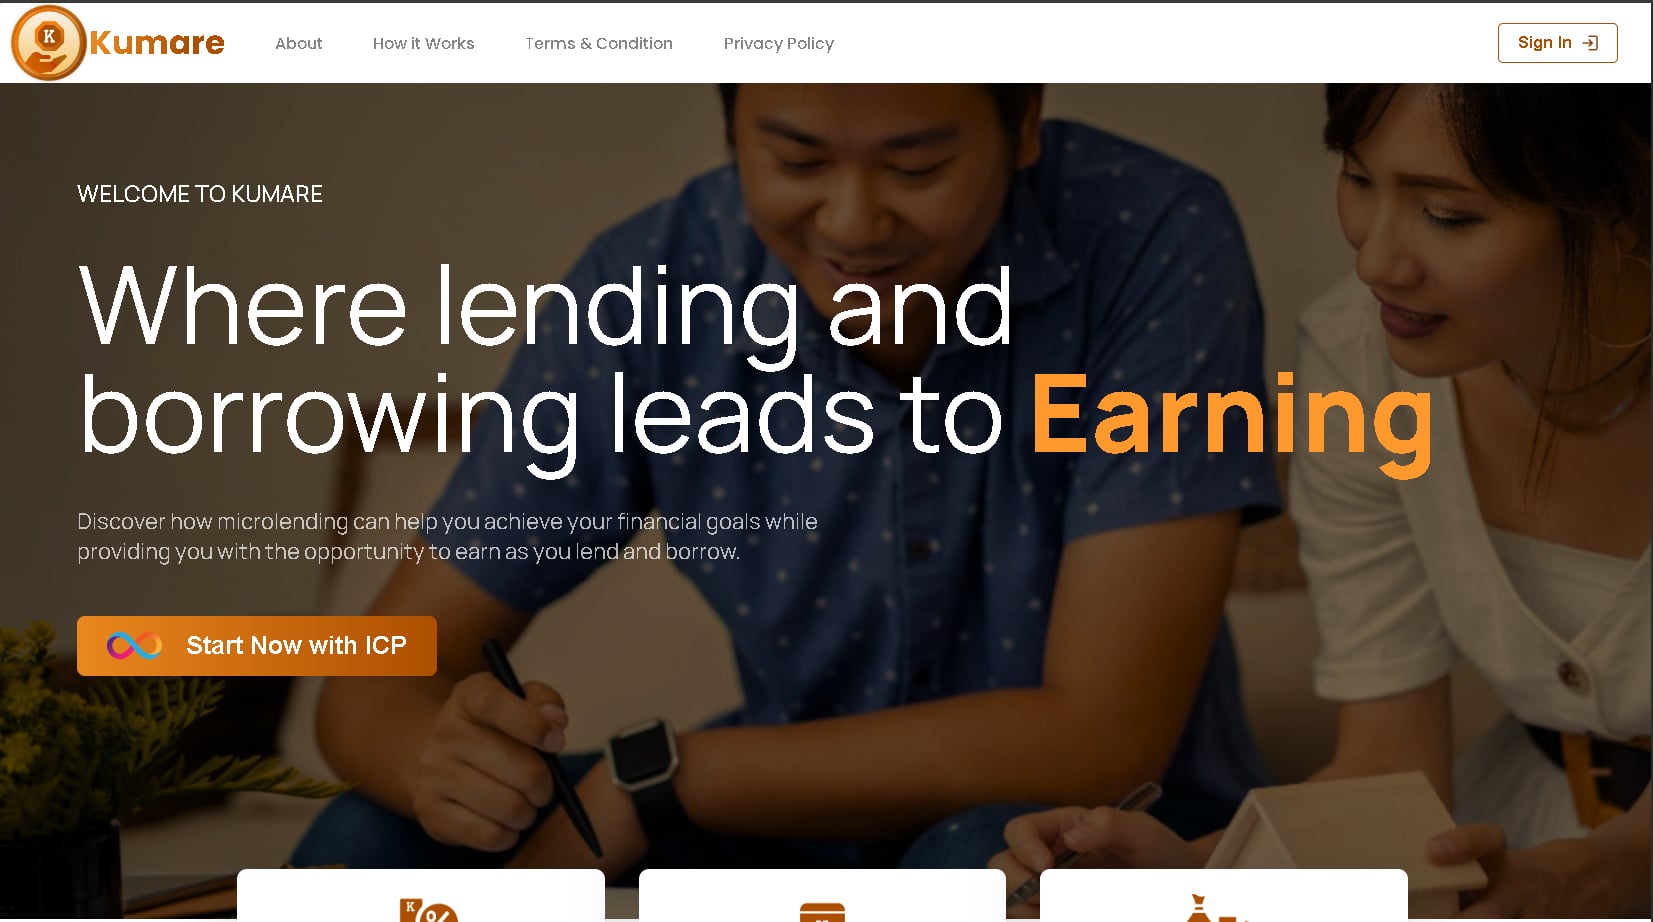 K
Kumare
About
How it Works
Terms & Condition
Privacy Policy
Sign In
WELCOME TO KUMARE
Where lending and
borrowing leads to Earning
Discover how microlending can help you achieve your financial goals while
providing you with the opportunity to earn as you lend and borrow.
Start Now with ICP
K %